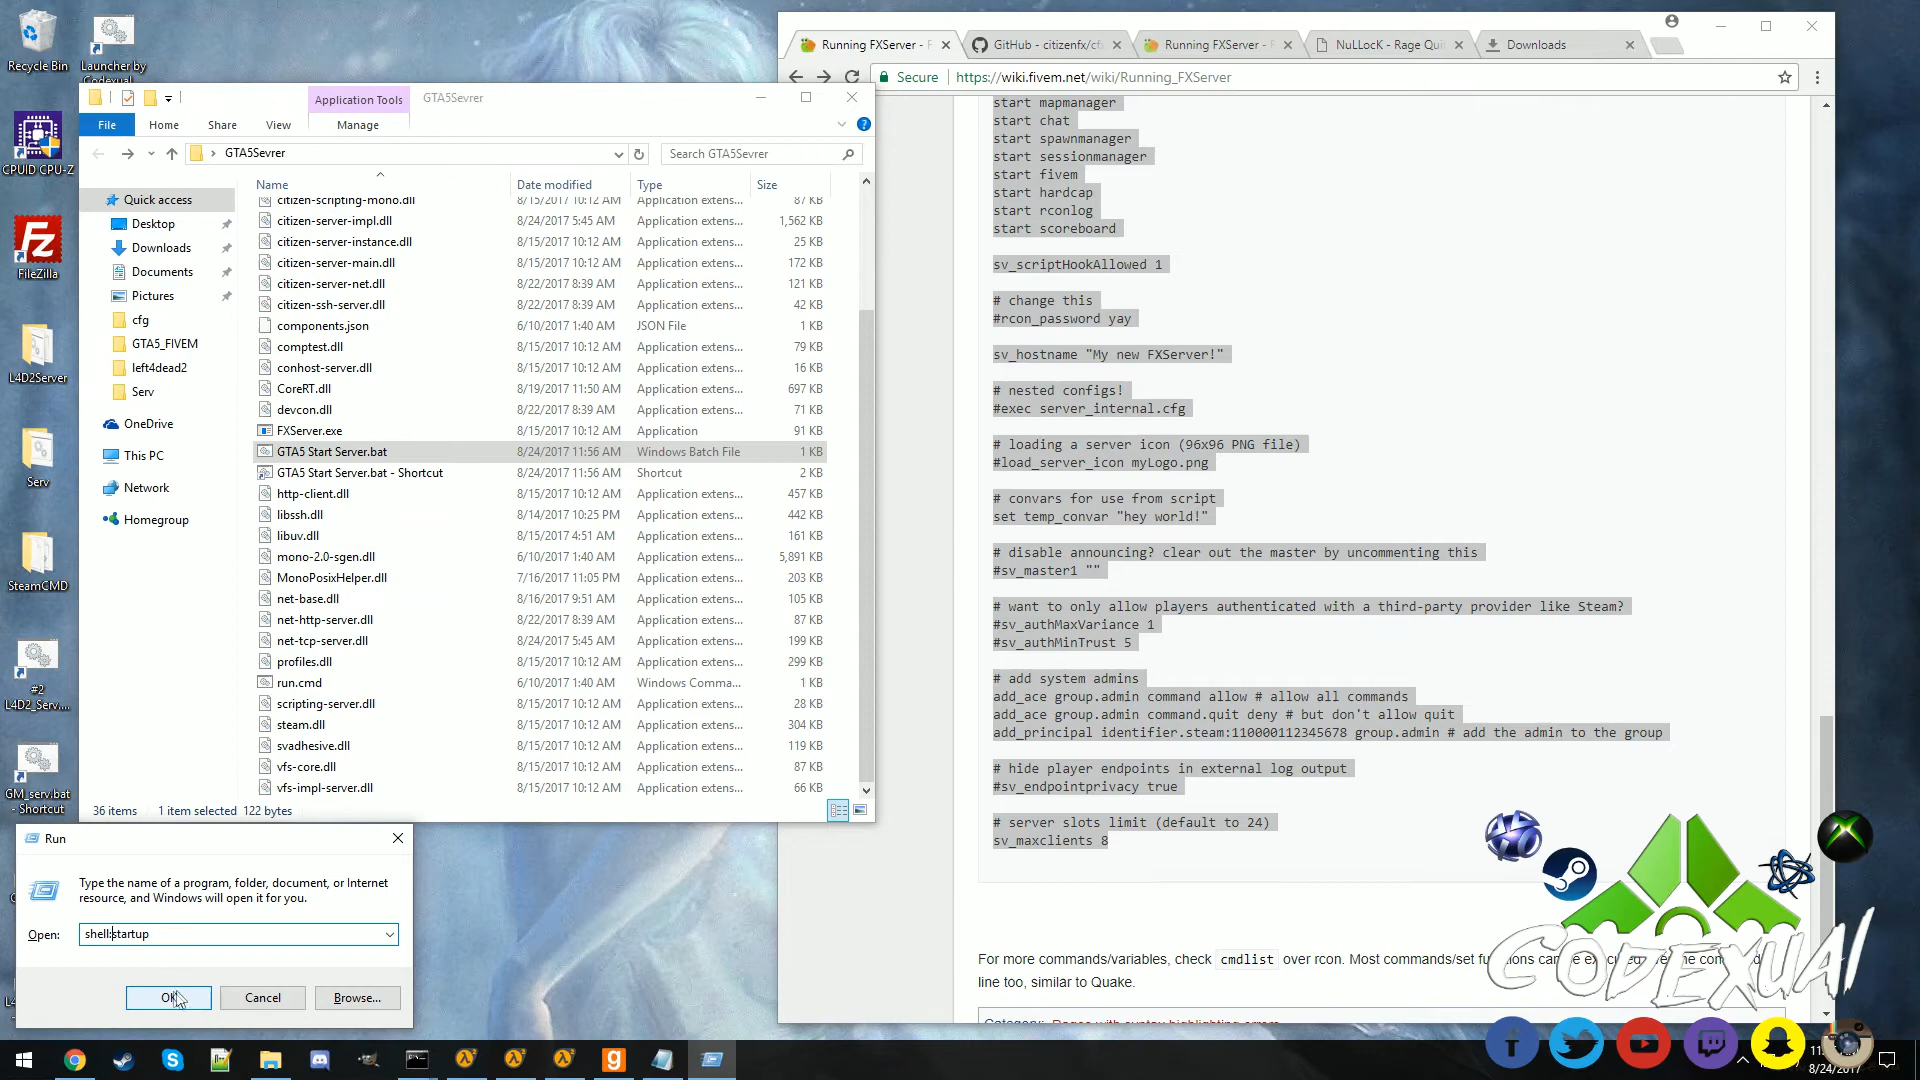 Recycle Bin
Launcher by
Codexual
CPUID CPU-Z
FileZilla
L4D2Server
Serv
SteamCMD
#2
L4D2_Serv....
GM_serv.bat
- Shortcut
Application Tools
GTA5Sevrer
File
Home
Share
View
Manage
GTA5Sevrer
Search GTA5Sevrer
Name
Date modified
Type
Size
Quick access
Desktop
Downloads
Documents
Pictures
cfg
GTA5_FIVEM
left4dead2
Serv
OneDrive
This PC
Network
Homegroup
citizen-scripting-mono.dll 8/15/2017 10:12 AM Application extens... 87 KB
citizen-server-impl.dll 8/24/2017 5:45 AM Application extens... 1,562 KB
citizen-server-instance.dll 8/15/2017 10:12 AM Application extens... 25 KB
citizen-server-main.dll 8/15/2017 10:12 AM Application extens... 172 KB
citizen-server-net.dll 8/22/2017 8:39 AM Application extens... 121 KB
citizen-ssh-server.dll 8/22/2017 8:39 AM Application extens... 42 KB
components.json 6/10/2017 1:40 AM JSON File 1 KB
comptest.dll 8/15/2017 10:12 AM Application extens... 79 KB
conhost-server.dll 8/15/2017 10:12 AM Application extens... 16 KB
CoreRT.dll 8/19/2017 11:50 AM Application extens... 697 KB
devcon.dll 8/22/2017 8:39 AM Application extens... 71 KB
FXServer.exe 8/15/2017 10:12 AM Application 91 KB
GTA5 Start Server.bat 8/24/2017 11:56 AM Windows Batch File 1 KB
GTA5 Start Server.bat - Shortcut 8/24/2017 11:56 AM Shortcut 2 KB
http-client.dll 8/15/2017 10:12 AM Application extens... 457 KB
libssh.dll 8/14/2017 10:25 PM Application extens... 442 KB
libuv.dll 8/15/2017 4:51 AM Application extens... 161 KB
mono-2.0-sgen.dll 6/10/2017 1:40 AM Application extens... 5,891 KB
MonoPosixHelper.dll 7/16/2017 11:05 PM Application extens... 203 KB
net-base.dll 8/16/2017 9:51 AM Application extens... 105 KB
net-http-server.dll 8/22/2017 8:39 AM Application extens... 87 KB
net-tcp-server.dll 8/24/2017 5:45 AM Application extens... 199 KB
profiles.dll 8/15/2017 10:12 AM Application extens... 299 KB
run.cmd 6/10/2017 1:40 AM Windows Comma... 1 KB
scripting-server.dll 8/15/2017 10:12 AM Application extens... 28 KB
steam.dll 8/15/2017 10:12 AM Application extens... 304 KB
svadhesive.dll 8/15/2017 10:12 AM Application extens... 119 KB
vfs-core.dll 8/15/2017 10:12 AM Application extens... 87 KB
vfs-impl-server.dll 8/15/2017 10:12 AM Application extens... 66 KB
36 items 1 item selected 122 bytes
Run
Type the name of a program, folder, document, or Internet
resource, and Windows will open it for you.
Open: shell:startup
OK
Cancel
Browse...
Running FXServer - F
GitHub - citizenfx/cf
Running FXServer - F
NuLLocK - Rage Qui
Downloads
Secure
https://wiki.fivem.net/wiki/Running_FXServer
start mapmanager
start chat
start spawnmanager
start sessionmanager
start fivem
start hardcap
start rconlog
start scoreboard
sv_scriptHookAllowed 1
# change this
#rcon_password yay
sv_hostname "My new FXServer!"
# nested configs!
#exec server_internal.cfg
# loading a server icon (96x96 PNG file)
#load_server_icon myLogo.png
# convars for use from script
set temp_convar "hey world!"
# disable announcing? clear out the master by uncommenting this
#sv_master1 ""
# want to only allow players authenticated with a third-party provider like Steam?
#sv_authMaxVariance 1
#sv_authMinTrust 5
# add system admins
add_ace group.admin command allow # allow all commands
add_ace group.admin command.quit deny # but don't allow quit
add_principal identifier.steam:110000112345678 group.admin # add the admin to the group
# hide player endpoints in external log output
#sv_endpointprivacy true
# server slots limit (default to 24)
sv_maxclients 8
For more commands/variables, check cmdlist over rcon. Most commands/set
line too, similar to Quake.
CODEXUAL
8/24/2017